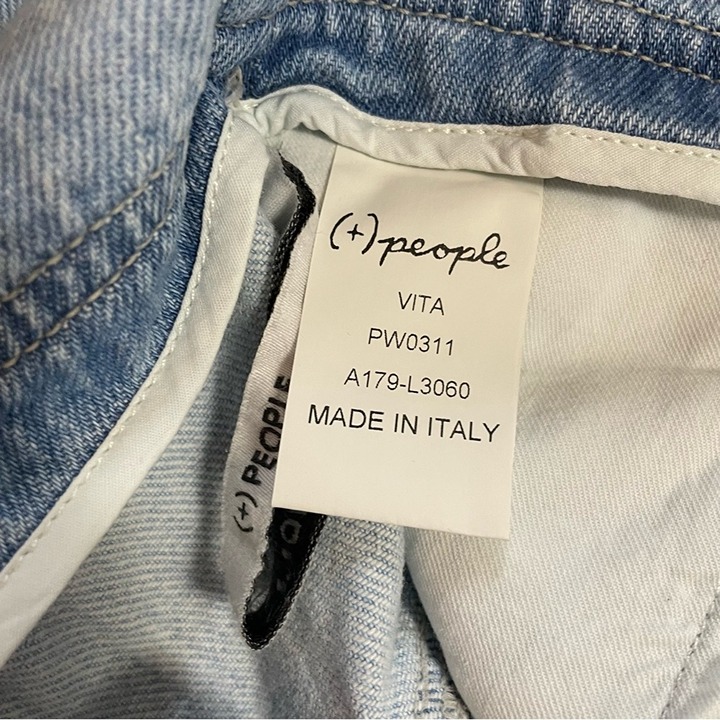 (+) people
VITA
PW0311
A179-L3060
MADE IN ITALY
(+) PEOPLE